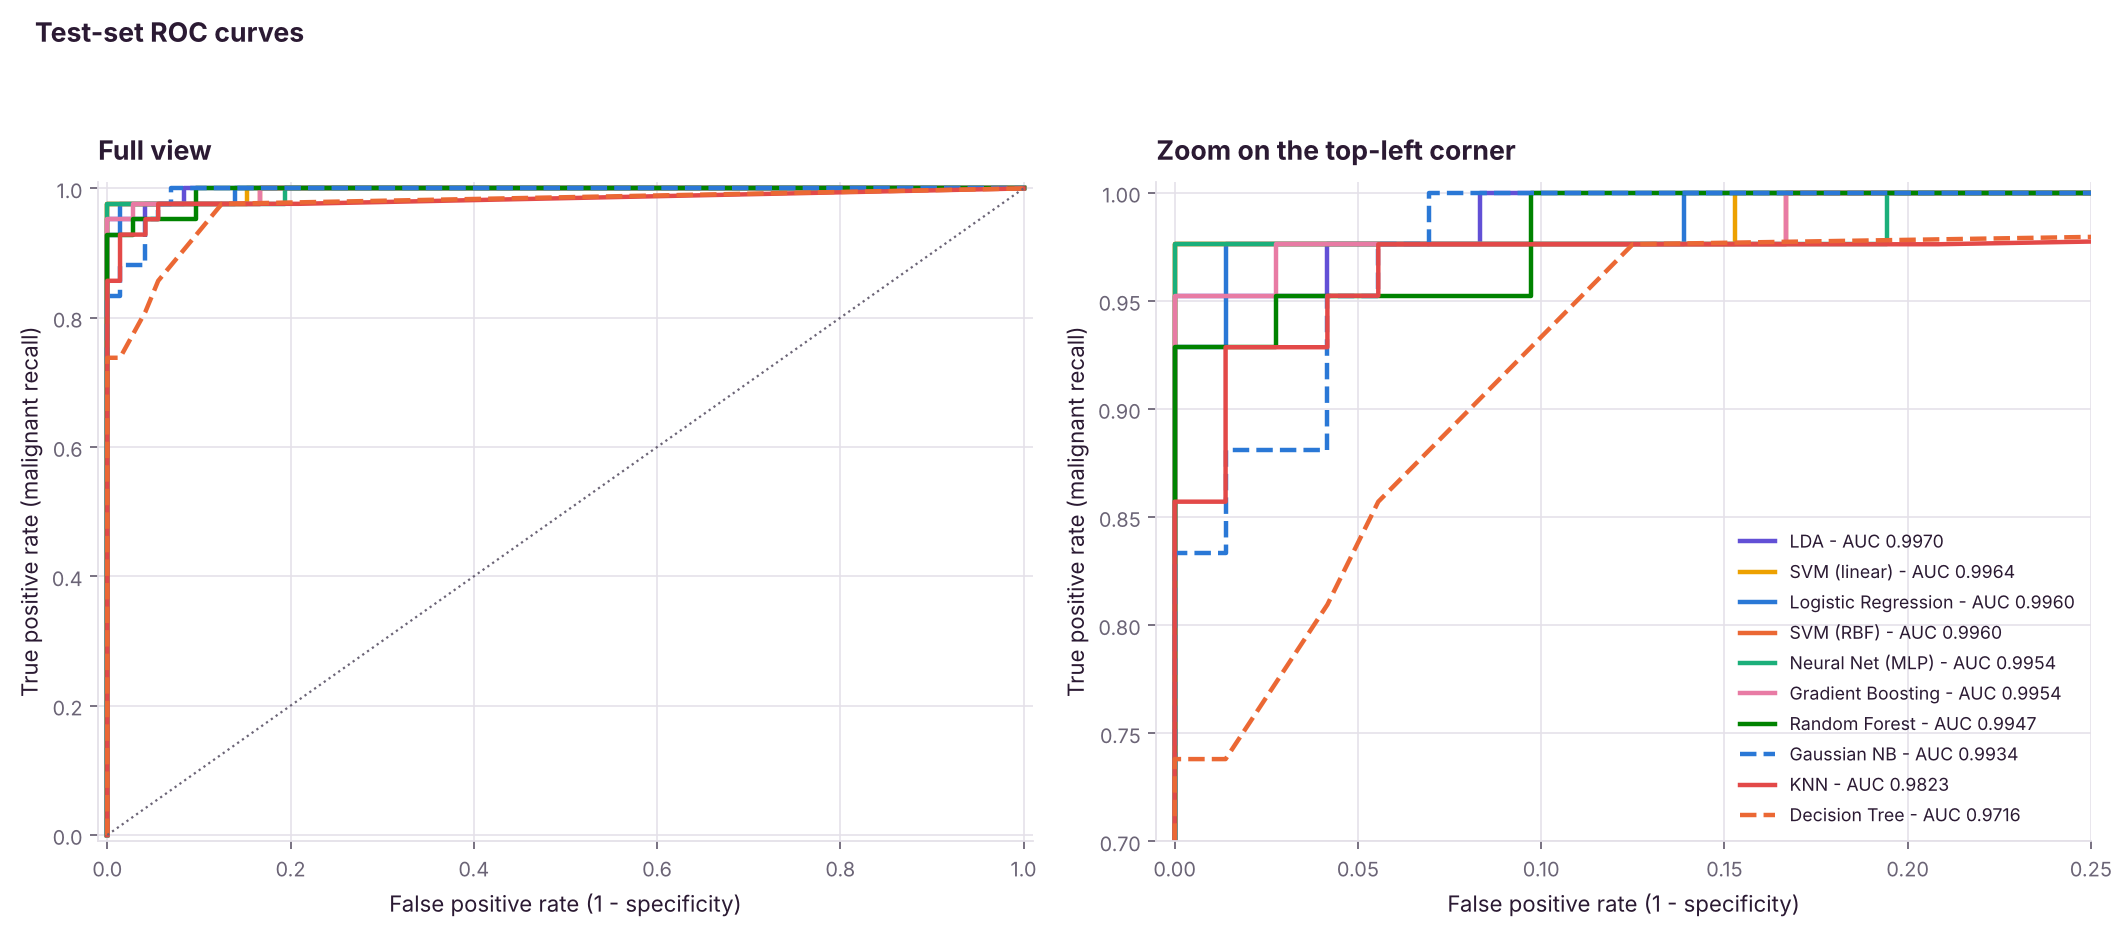 Test-set ROC curves
Full view
True positive rate (malignant recall)
1.0
0.8
0.6
0.4
0.2
0.0
0.0 0.2 0.4 0.6 0.8 1.0
False positive rate (1 - specificity)
Zoom on the top-left corner
True positive rate (malignant recall)
1.00
0.95
0.90
0.85
0.80
0.75
0.70
LDA - AUC 0.9970
SVM (linear) - AUC 0.9964
Logistic Regression - AUC 0.9960
SVM (RBF) - AUC 0.9960
Neural Net (MLP) - AUC 0.9954
Gradient Boosting - AUC 0.9954
Random Forest - AUC 0.9947
Gaussian NB - AUC 0.9934
KNN - AUC 0.9823
Decision Tree - AUC 0.9716
0.00 0.05 0.10 0.15 0.20 0.25
False positive rate (1 - specificity)